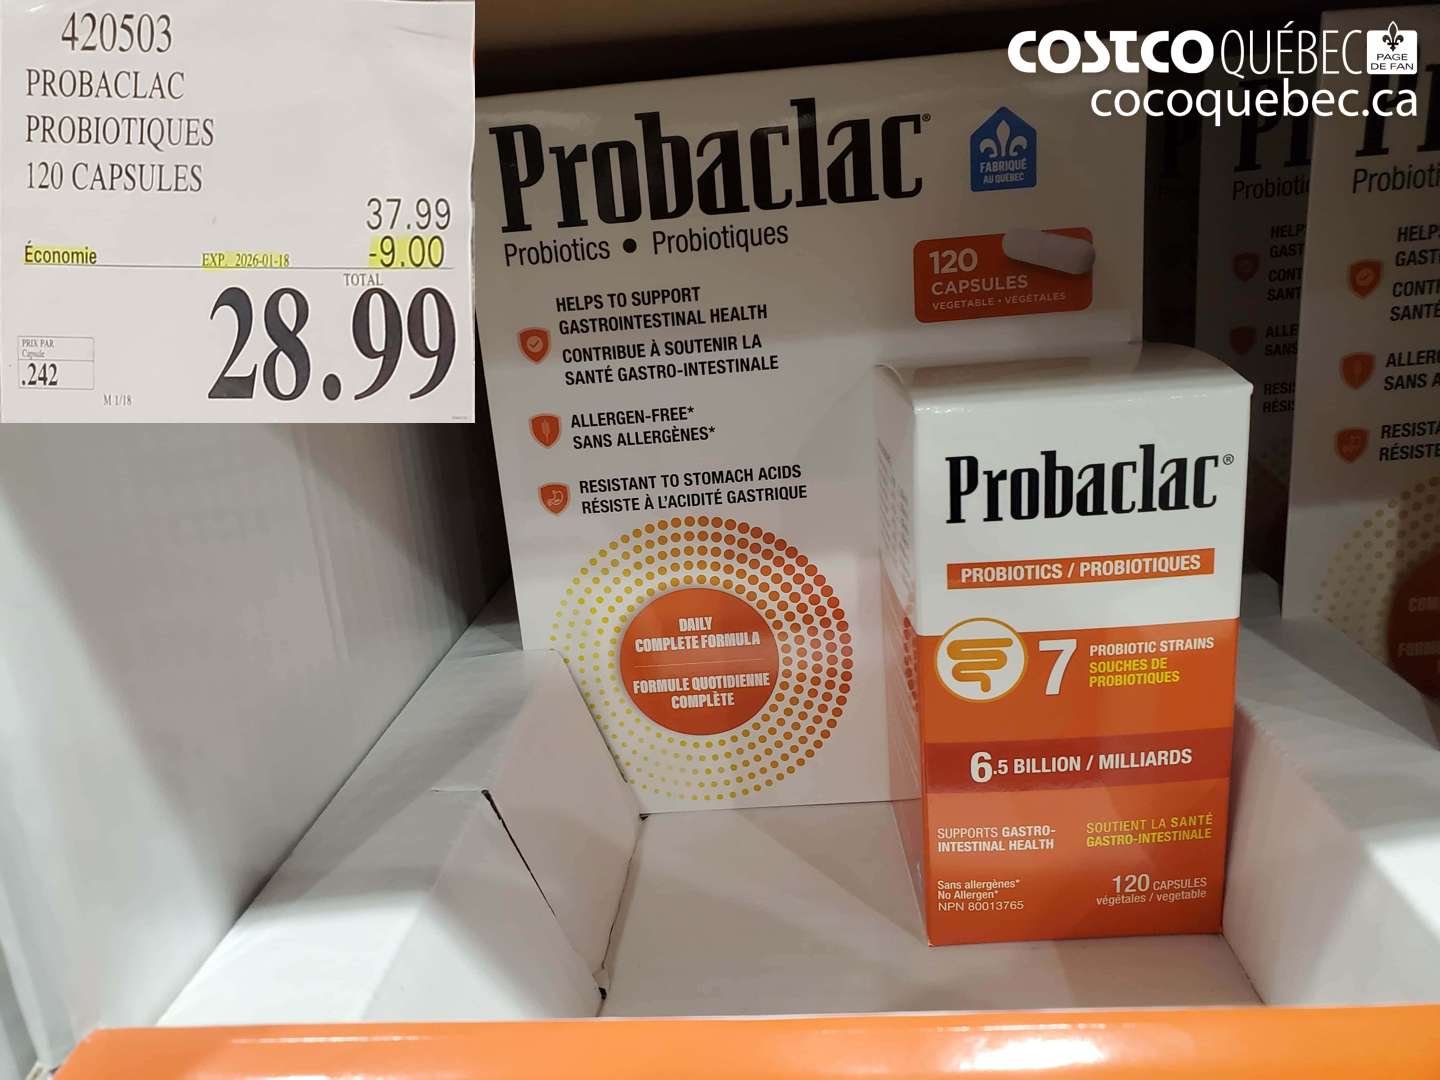 420503
PROBACLAC
PROBIOTIQUES
120 CAPSULES
37.99
Économie EXP. 2026-01-18 -9.00
TOTAL
28.99
PRIX PAR
Capsule
.242
M 1/18
COSTCO QUÉBEC
PAGE
DE FAN
cocoquebec.ca
Probaclac®
Probiotics • Probiotiques
FABRIQUÉ
AU QUÉBEC
120
CAPSULES
VEGETABLE • VÉGÉTALES
HELPS TO SUPPORT
GASTROINTESTINAL HEALTH
CONTRIBUE À SOUTENIR LA
SANTÉ GASTRO-INTESTINALE
ALLERGEN-FREE*
SANS ALLERGÈNES*
RESISTANT TO STOMACH ACIDS
RÉSISTE À L'ACIDITÉ GASTRIQUE
DAILY
COMPLETE FORMULA
FORMULE QUOTIDIENNE
COMPLÈTE
Probaclac®
PROBIOTICS / PROBIOTIQUES
7 PROBIOTIC STRAINS
SOUCHES DE
PROBIOTIQUES
6.5 BILLION / MILLIARDS
SUPPORTS GASTRO-
INTESTINAL HEALTH
SOUTIENT LA SANTÉ
GASTRO-INTESTINALE
Sans allergènes*
No Allergen*
NPN 80013765
120 CAPSULES
végétales / vegetable